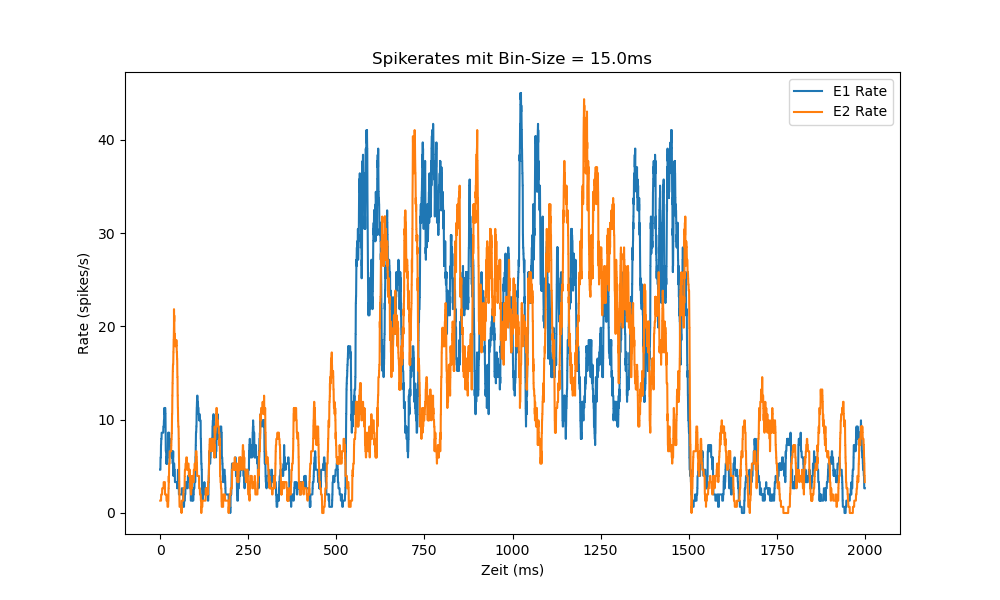 Spikerates mit Bin-Size = 15.0ms
E1 Rate
E2 Rate
Rate (spikes/s)
40
30
20
10
0
0 250 500 750 1000 1250 1500 1750 2000
Zeit (ms)